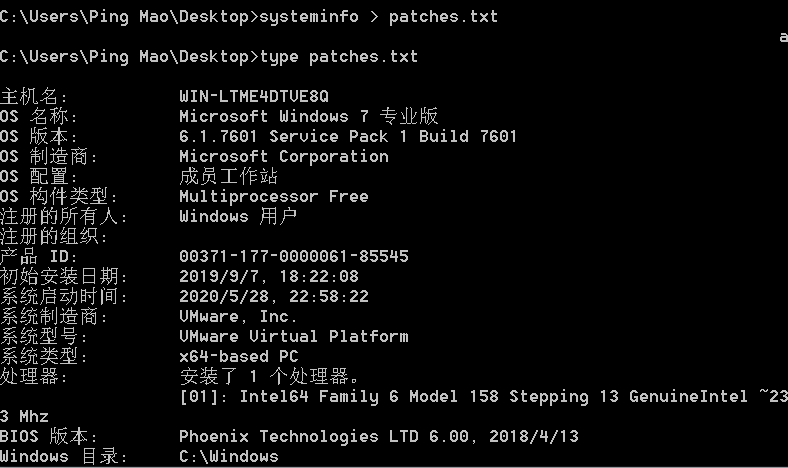 C:\Users\Ping Mao\Desktop>systeminfo > patches.txt
a
C:\Users\Ping Mao\Desktop>type patches.txt
主机名: WIN-LTME4DTVE8Q
OS 名称: Microsoft Windows 7 专业版
OS 版本: 6.1.7601 Service Pack 1 Build 7601
OS 制造商: Microsoft Corporation
OS 配置: 成员工作站
OS 构件类型: Multiprocessor Free
注册的所有人: Windows 用户
注册的组织:
产品 ID: 00371-177-0000061-85545
初始安装日期: 2019/9/7, 18:22:08
系统启动时间: 2020/5/28, 22:58:22
系统制造商: VMware, Inc.
系统型号: VMware Virtual Platform
系统类型: x64-based PC
处理器: 安装了 1 个处理器。
[01]: Intel64 Family 6 Model 158 Stepping 13 GenuineIntel ~23
3 Mhz
BIOS 版本: Phoenix Technologies LTD 6.00, 2018/4/13
Windows 目录: C:\Windows